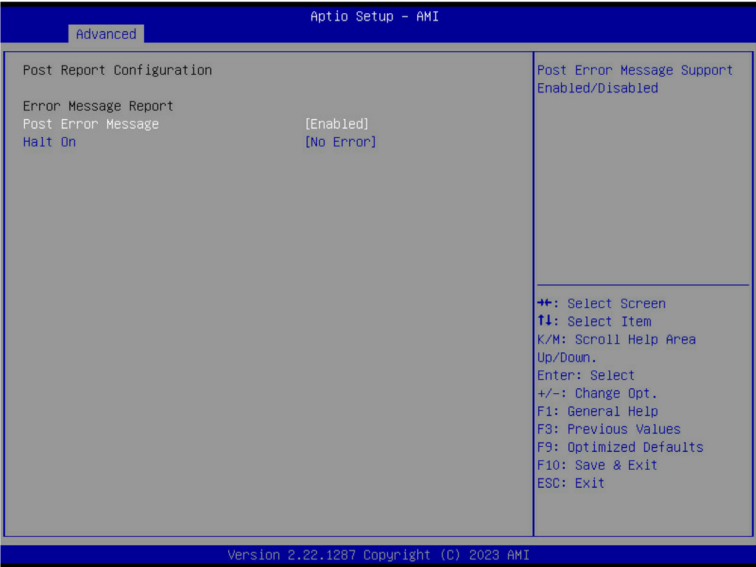 Aptio Setup - AMI
Advanced
Post Report Configuration
Error Message Report
Post Error Message [Enabled]
Halt On [No Error]
Post Error Message Support
Enabled/Disabled
→←: Select Screen
↑↓: Select Item
K/M: Scroll Help Area
Up/Down.
Enter: Select
+/-: Change Opt.
F1: General Help
F3: Previous Values
F9: Optimized Defaults
F10: Save & Exit
ESC: Exit
Version 2.22.1287 Copyright (C) 2023 AMI